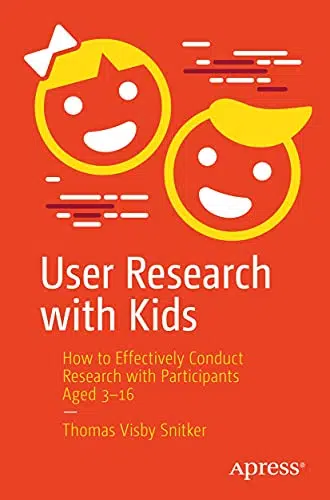 User Research
with Kids
How to Effectively Conduct
Research with Participants
Aged 3–16
Thomas Visby Snitker
Apress®